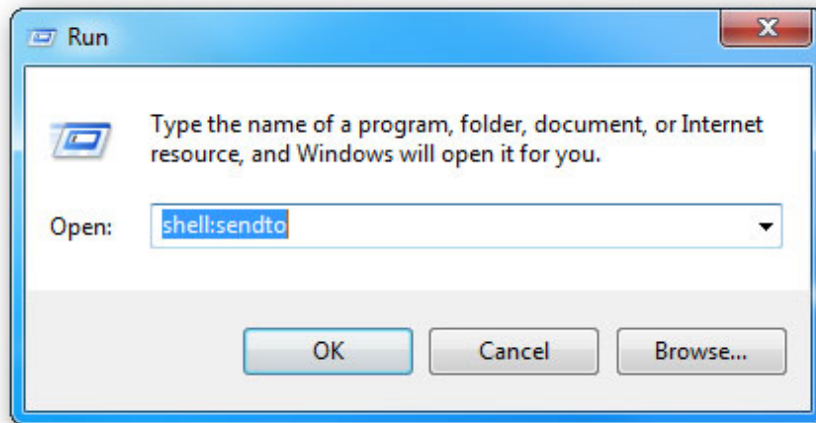 Run
Type the name of a program, folder, document, or Internet
resource, and Windows will open it for you.
Open: shell:sendto
OK Cancel Browse...